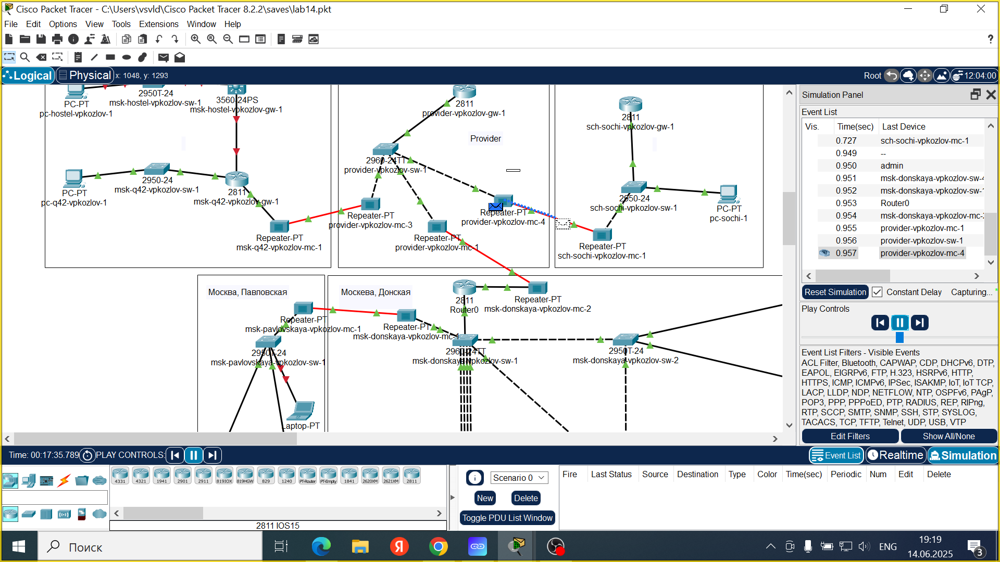 Cisco Packet Tracer - C:\Users\vsvld\Cisco Packet Tracer 8.2.2\saves\lab14.pkt
File Edit Options View Tools Extensions Window Help
Logical Physical x: 1048, y: 1293 Root 12:04:00
PC-PT
pc-hostel-vpkozlov-1
2950T-24
msk-hostel-vpkozlov-sw-1
3560-24PS
msk-hostel-vpkozlov-gw-1
PC-PT
pc-q42-vpkozlov-1
2950-24
msk-q42-vpkozlov-sw-1
2811
msk-q42-vpkozlov-gw-1
Repeater-PT
msk-q42-vpkozlov-mc-1
2811
provider-vpkozlov-gw-1
Provider
2960-24TT
provider-vpkozlov-sw-1
Repeater-PT
provider-vpkozlov-mc-3
Repeater-PT
provider-vpkozlov-mc-1
Repeater-PT
provider-vpkozlov-mc-4
2811
sch-sochi-vpkozlov-gw-1
2950-24
sch-sochi-vpkozlov-sw-1
PC-PT
pc-sochi-1
Repeater-PT
sch-sochi-vpkozlov-mc-1
Москва, Павловская
Repeater-PT
msk-pavlovskaya-vpkozlov-mc-1
2950T-24
msk-pavlovskaya-vpkozlov-sw-1
Laptop-PT
Москева, Донская
Repeater-PT
msk-donskaya-vpkozlov-mc-1
2811
Router0
Repeater-PT
msk-donskaya-vpkozlov-mc-2
2960-24TT
msk-donskaya-vpkozlov-sw-1
2950T-24
msk-donskaya-vpkozlov-sw-2
Simulation Panel
Event List
Vis. Time(sec) Last Device
0.727 sch-sochi-vpkozlov-mc-1
0.949 --
0.950 admin
0.951 msk-donskaya-vpkozlov-sw-4
0.952 msk-donskaya-vpkozlov-sw-
0.953 Router0
0.954 msk-donskaya-vpkozlov-mc-
0.955 provider-vpkozlov-mc-1
0.956 provider-vpkozlov-sw-1
0.957 provider-vpkozlov-mc-4
Reset Simulation Constant Delay Capturing... *
Play Controls
Event List Filters - Visible Events
ACL Filter, Bluetooth, CAPWAP, CDP, DHCPv6, DTP,
EAPOL, EIGRPv6, FTP, H.323, HSRPv6, HTTP,
HTTPS, ICMP, ICMPv6, IPSec, ISAKMP, IoT, IoT TCP,
LACP, LLDP, NDP, NETFLOW, NTP, OSPFv6, PAgP,
POP3, PPP, PPPoED, PTP, RADIUS, REP, RIPng,
RTP, SCCP, SMTP, SNMP, SSH, STP, SYSLOG,
TACACS, TCP, TFTP, Telnet, UDP, USB, VTP
Edit Filters Show All/None
Time: 00:17:35.789 PLAY CONTROLS: Event List Realtime Simulation
4331 4321 1941 2901 2911 819IOX 819HGW 829 1240 PT-Router PT-Empty 1841 2620XM 2621XM 2811
2811 IOS15
Scenario 0
New Delete
Toggle PDU List Window
Fire Last Status Source Destination Type Color Time(sec) Periodic Num Edit Delete
Поиск
ENG
19:19
14.06.2025
3